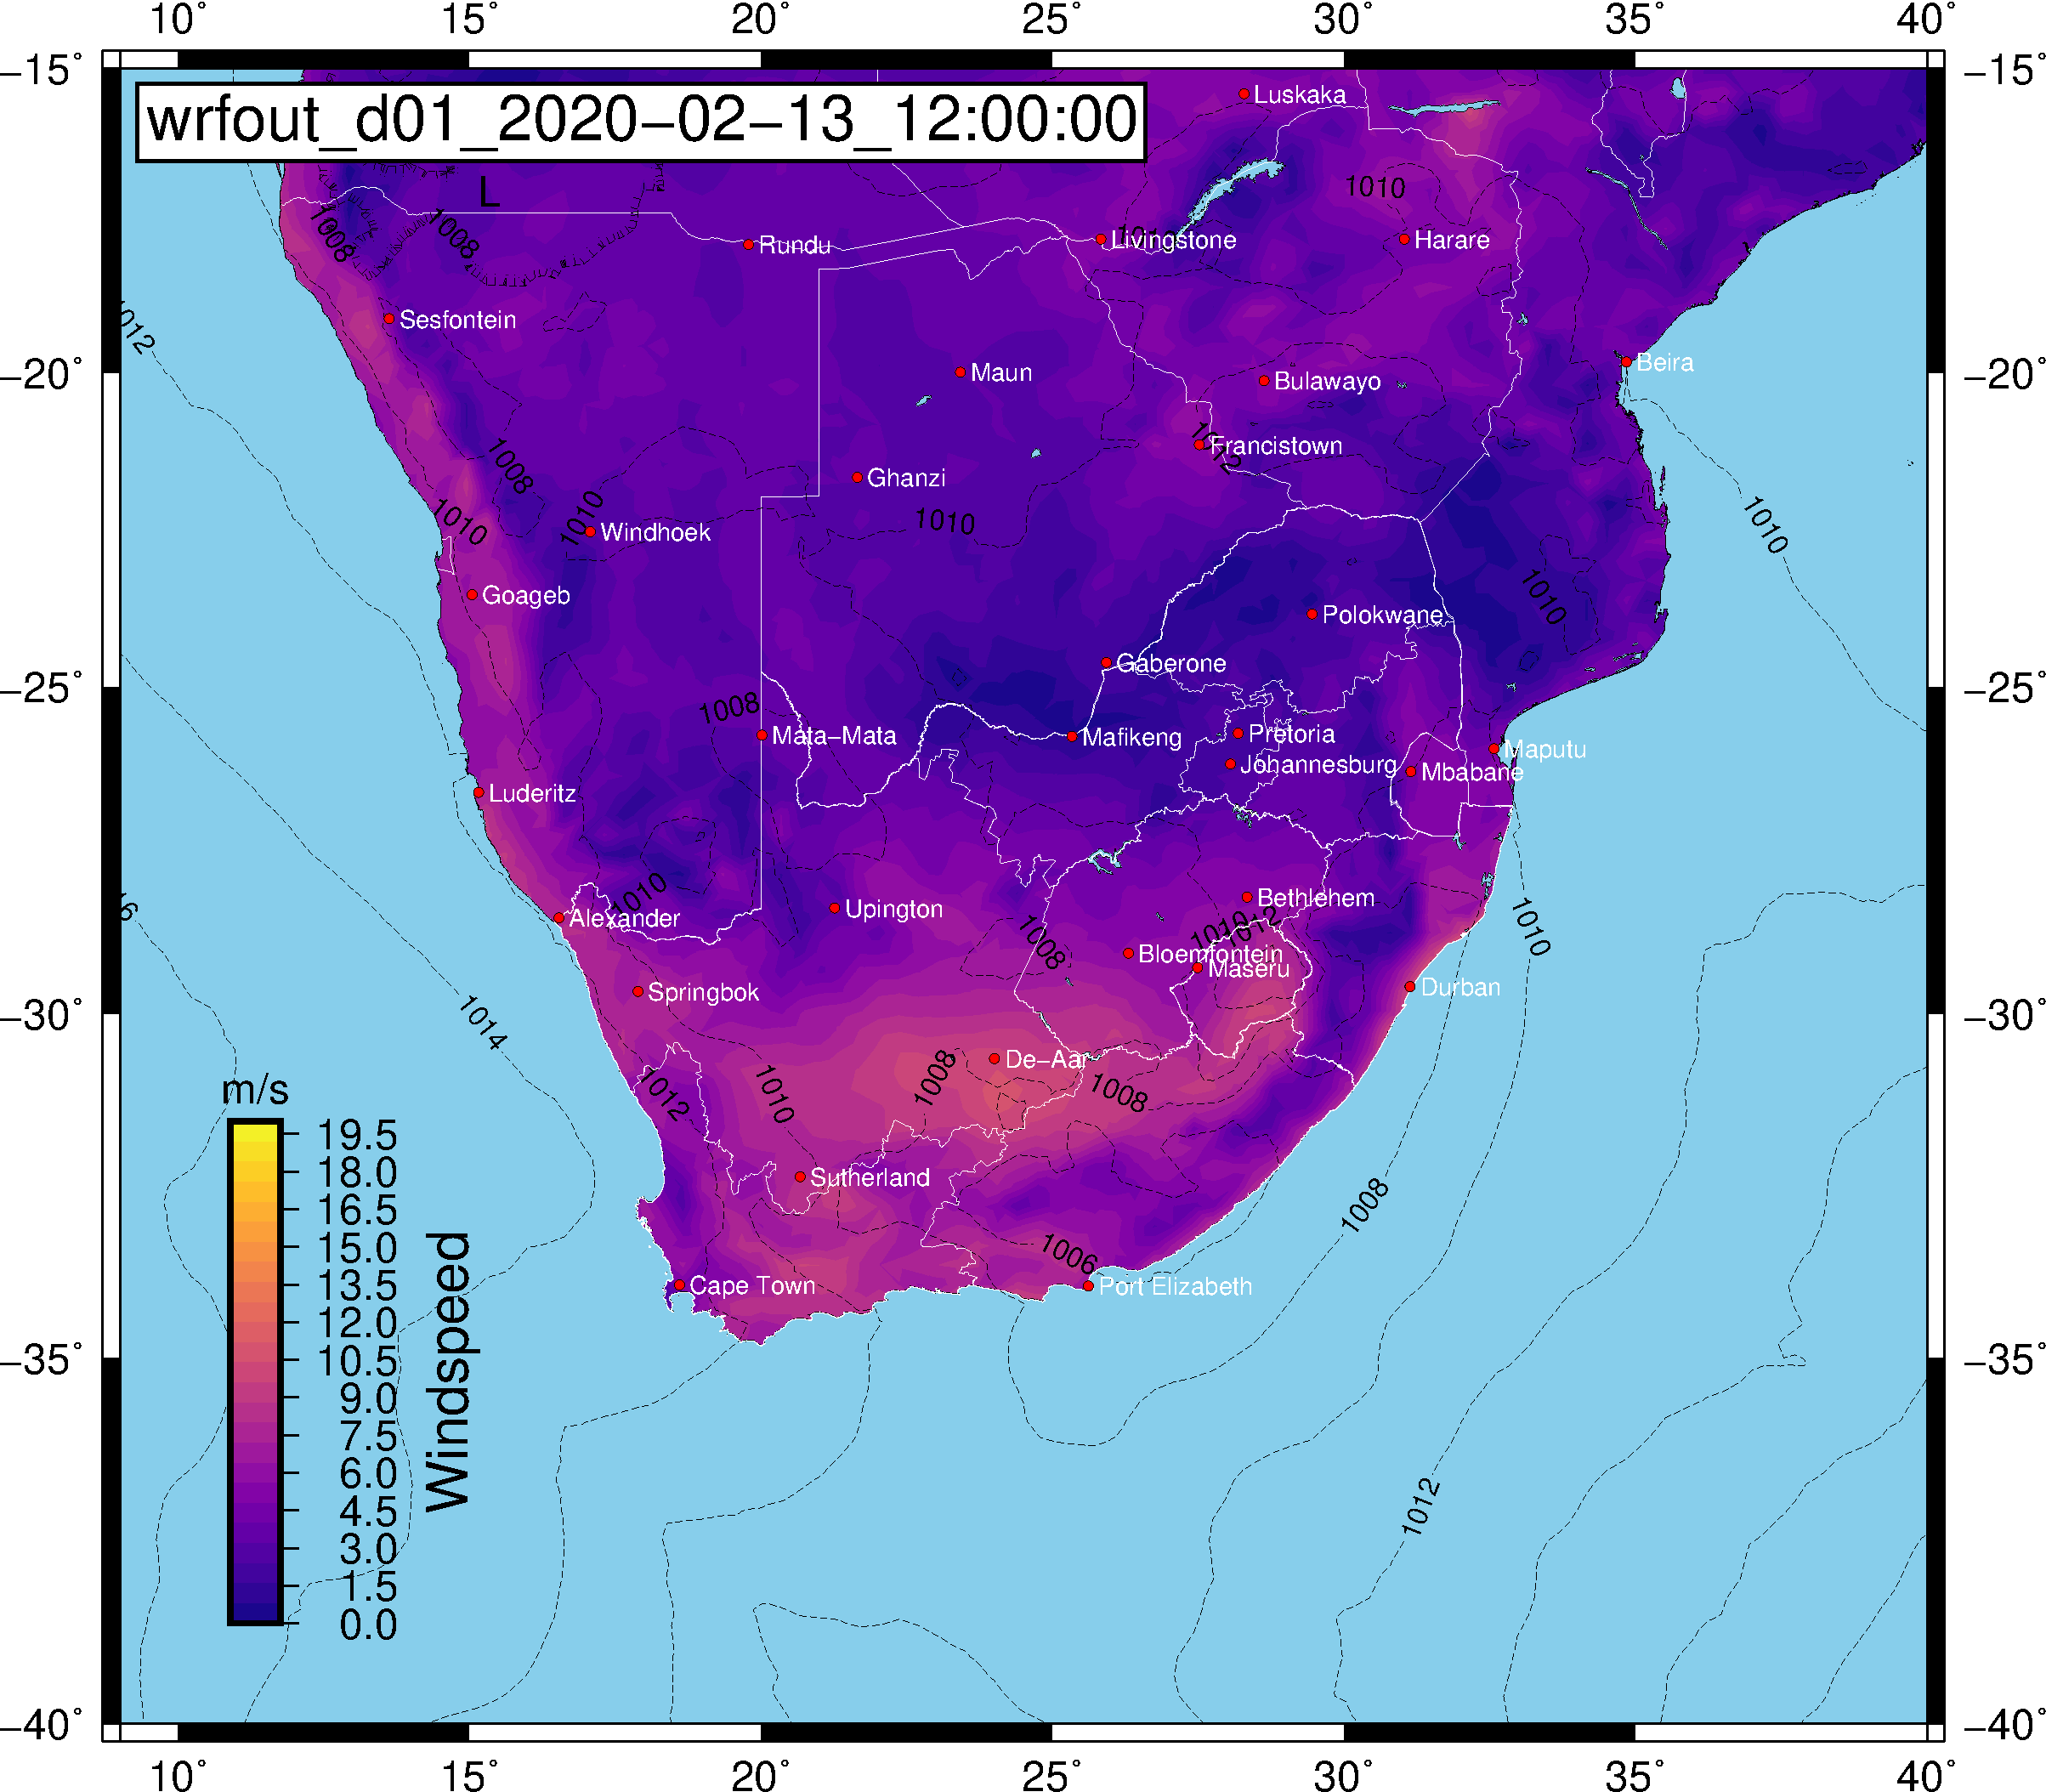 10° 15° 20° 25° 30° 35° 40°
−15° −15°
wrfout_d01_2020−02−13_12:00:00
Luskaka
1010
L
1008 1008
Rundu
1010
Livingstone
Harare
1012
Sesfontein
Beira
−20° −20°
Maun
Bulawayo
1012
Francistown
1008
Ghanzi
1010
1010
1010
1010
Windhoek
Goageb
1010
Polokwane
Gaberone
−25° −25°
1008
Mata−Mata
Mafikeng
Pretoria
Maputu
Johannesburg
Mbabane
Luderitz
1010
Bethlehem
Upington
Alexander
1010
1012
1008
1010
Bloemfontein
Maseru
Durban
Springbok
1014
−30° −30°
De−Aar
1008
1008
1010
1012
m/s
Sutherland
1008
1006
Cape Town
Port Elizabeth
19.5
18.0
16.5
15.0
13.5
12.0
10.5
9.0
7.5
6.0
4.5
3.0
1.5
0.0
Windspeed
−35° −35°
1012
−40° −40°
10° 15° 20° 25° 30° 35° 40°